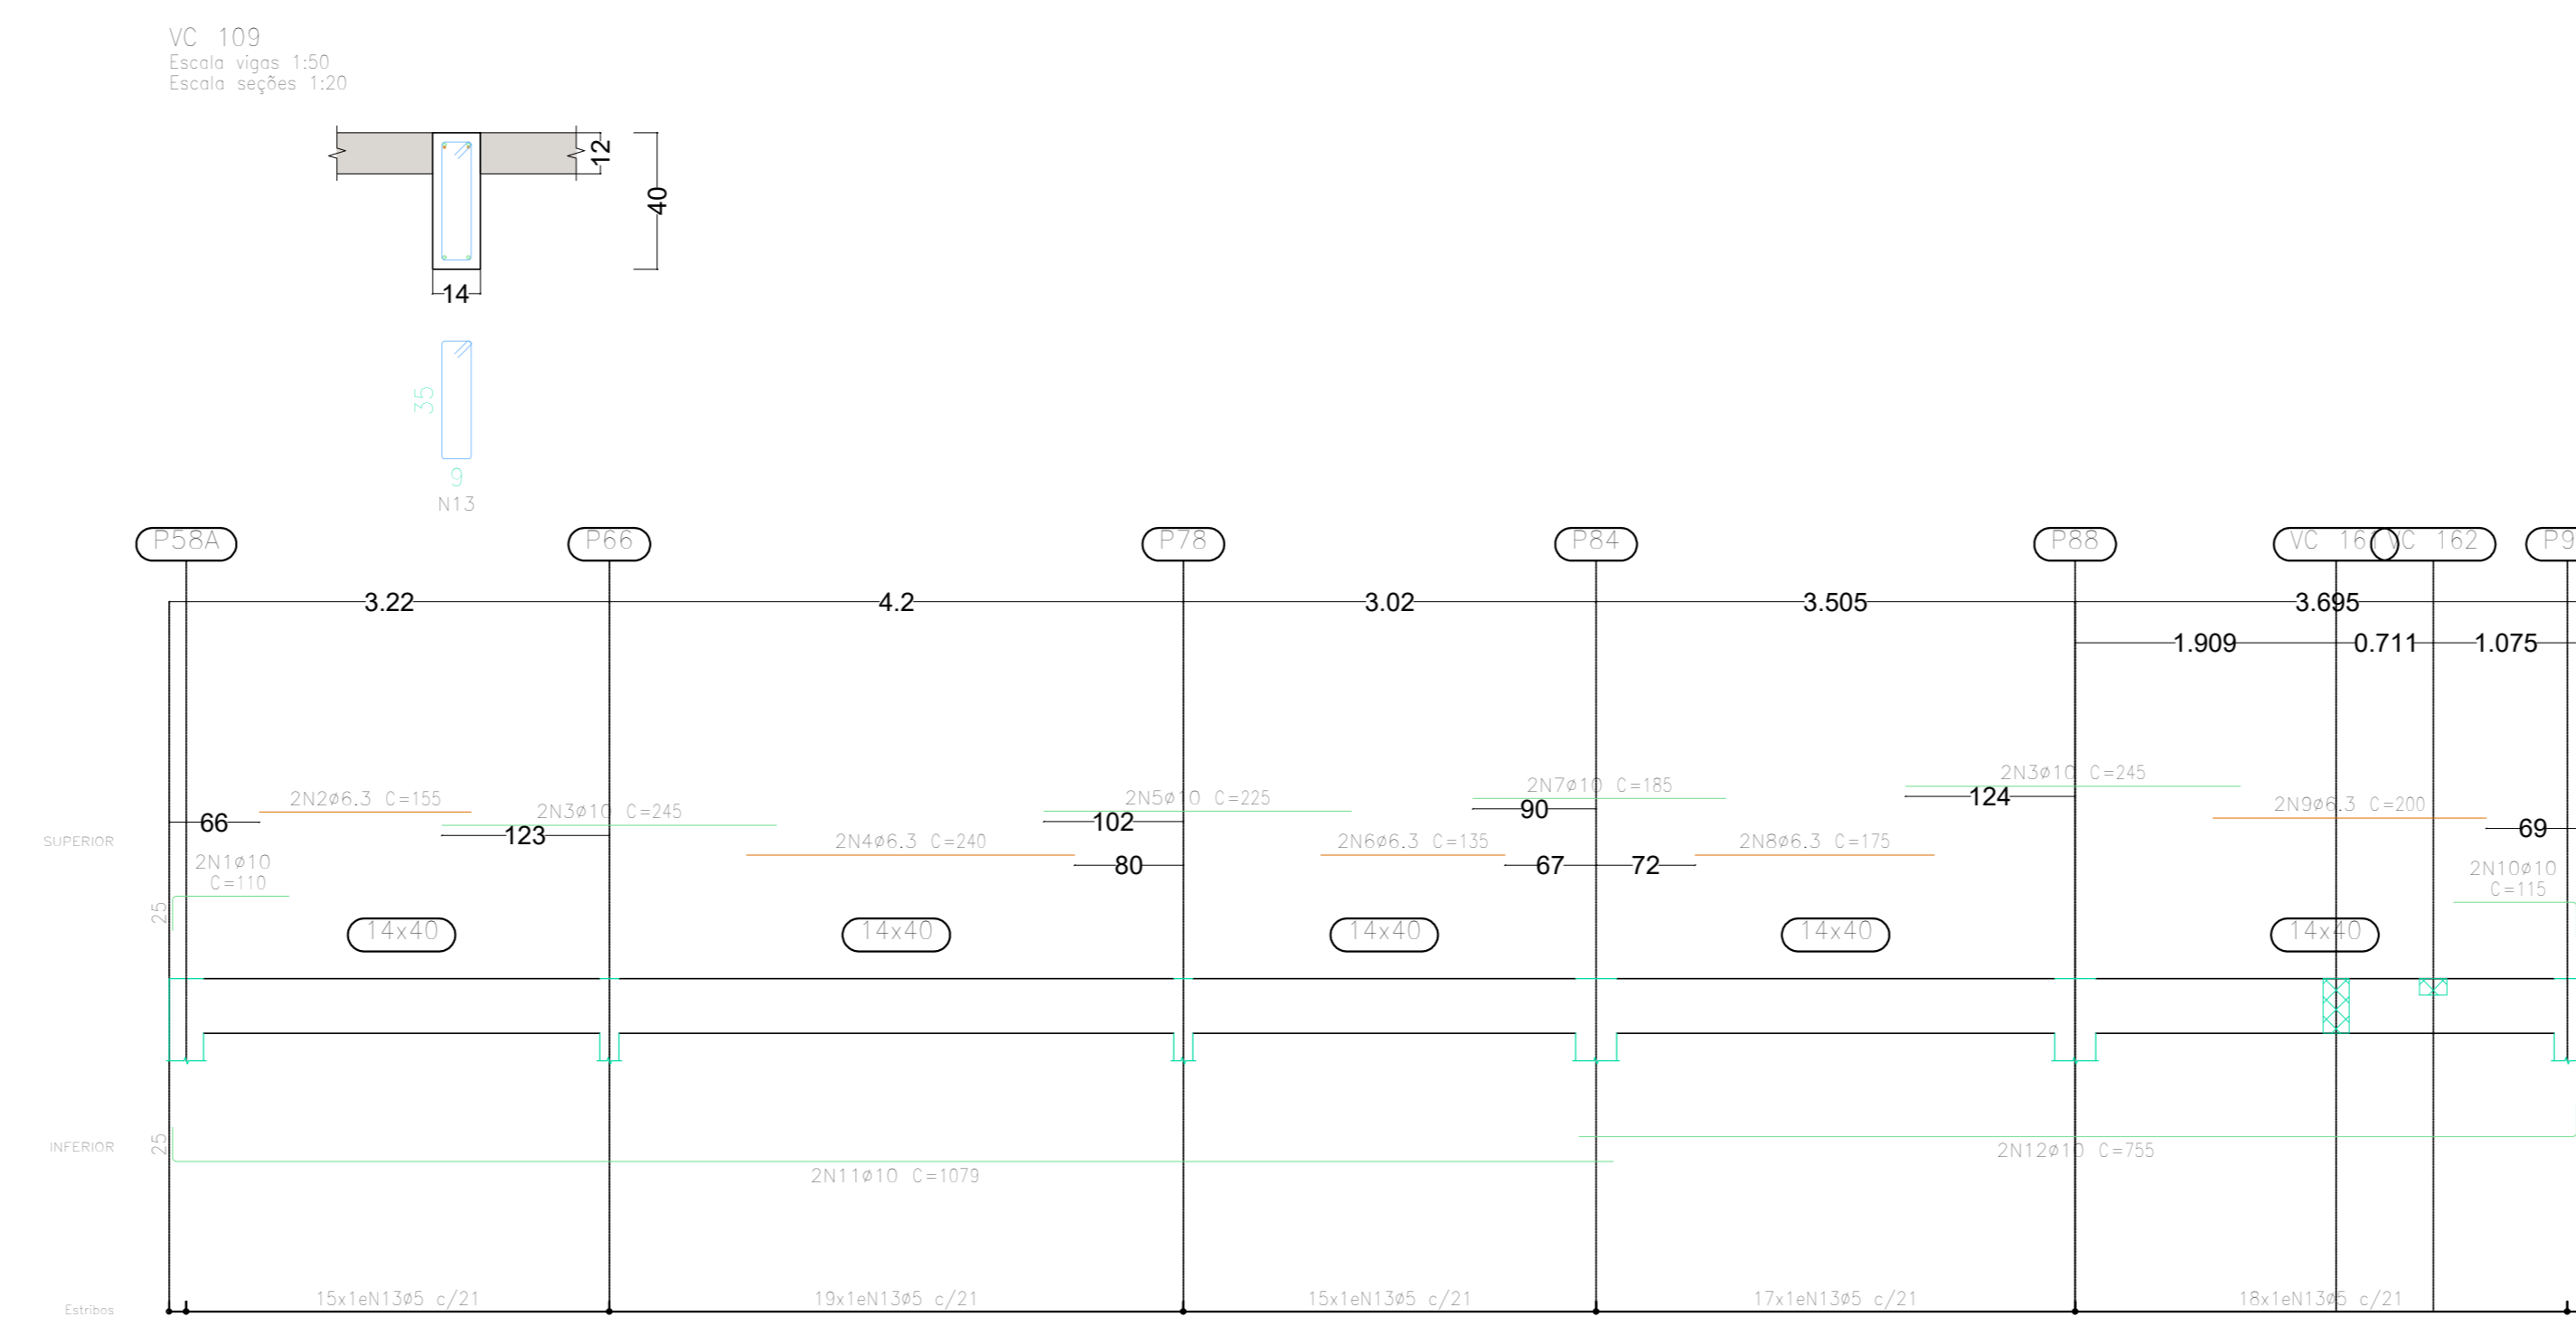 VC 109
Escala vigas 1:50
Escala seções 1:20
12
40
14
35
9
N13
P58A P66 P78 P84 P88 VC 161 VC 162 P9
3.22 4.2 3.02 3.505 3.695
1.909 0.711 1.075
2N3ø10 C=245
2N7ø10 C=185
124
2N2ø6.3 C=155
2N5ø10 C=225
2N9ø6.3 C=200
2N3ø10 C=245
90
66
102
69
123
SUPERIOR
2N4ø6.3 C=240
2N6ø6.3 C=135
2N8ø6.3 C=175
80
67
72
2N1ø10
C=110
2N10ø10
C=115
25
14x40 14x40 14x40 14x40 14x40
INFERIOR
25
2N12ø10 C=755
2N11ø10 C=1079
Estribos
15x1eN13ø5 c/21 19x1eN13ø5 c/21 15x1eN13ø5 c/21 17x1eN13ø5 c/21 18x1eN13ø5 c/21